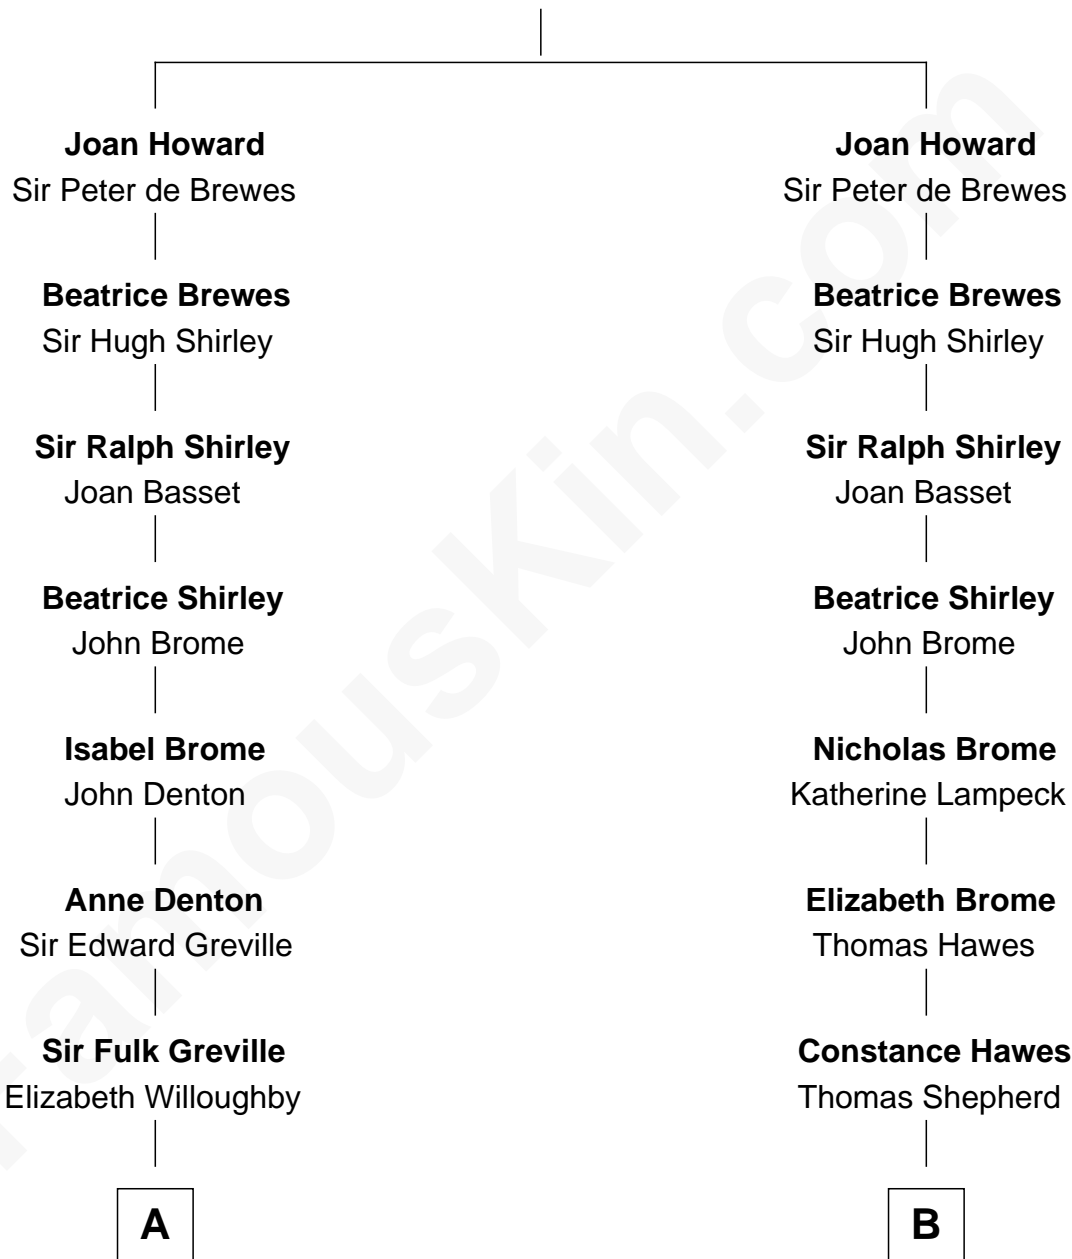 Joan Howard
Sir Peter de Brewes
Beatrice Brewes
Sir Hugh Shirley
Sir Ralph Shirley
Joan Basset
Beatrice Shirley
John Brome
Isabel Brome
John Denton
Anne Denton
Sir Edward Greville
Sir Fulk Greville
Elizabeth Willoughby
A
Joan Howard
Sir Peter de Brewes
Beatrice Brewes
Sir Hugh Shirley
Sir Ralph Shirley
Joan Basset
Beatrice Shirley
John Brome
Nicholas Brome
Katherine Lampeck
Elizabeth Brome
Thomas Hawes
Constance Hawes
Thomas Shepherd
B
FamousKin.com